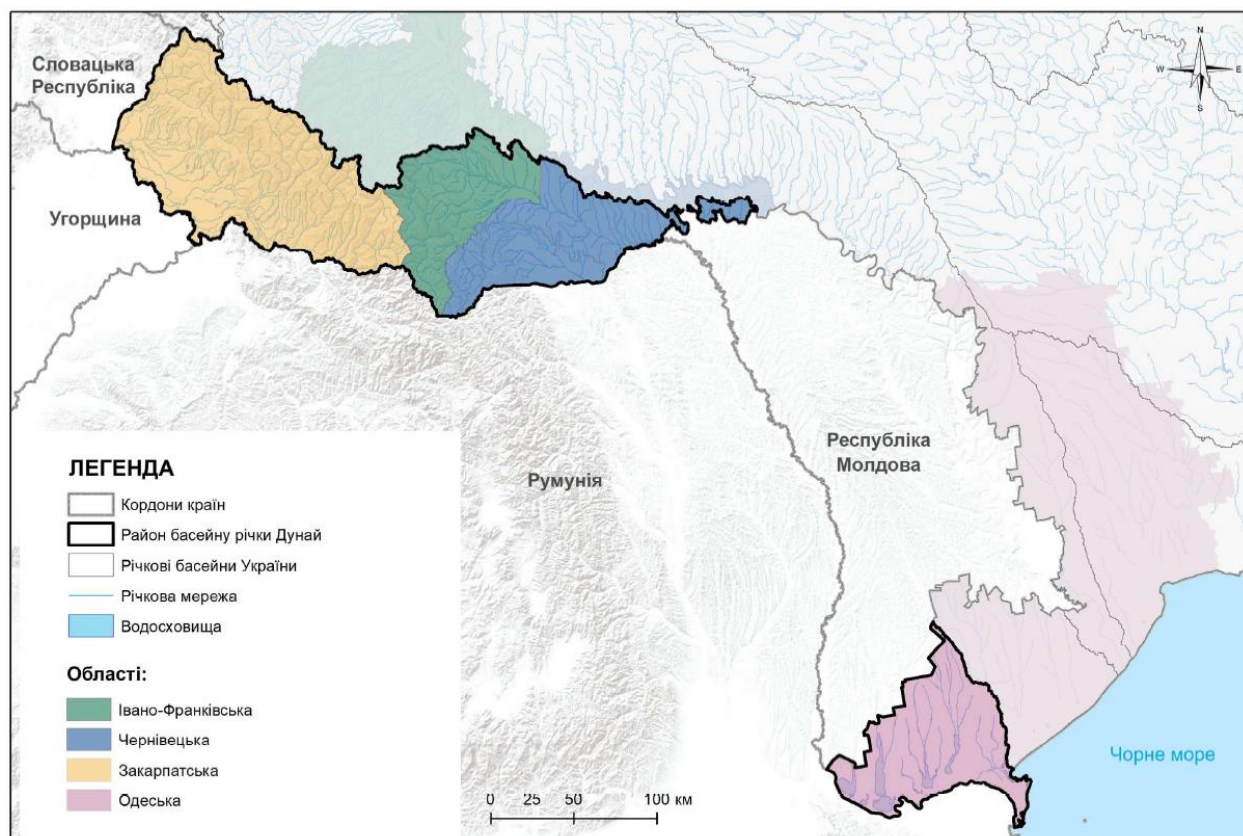 Словацька
Республіка
Угорщина
N
W
E
S
Румунія
Республіка
Молдова
Чорне море
ЛЕГЕНДА
Кордони країн
Район басейну річки Дунай
Річкові басейни України
Річкова мережа
Водосховища
Області:
Івано-Франківська
Чернівецька
Закарпатська
Одеська
0 25 50 100 км